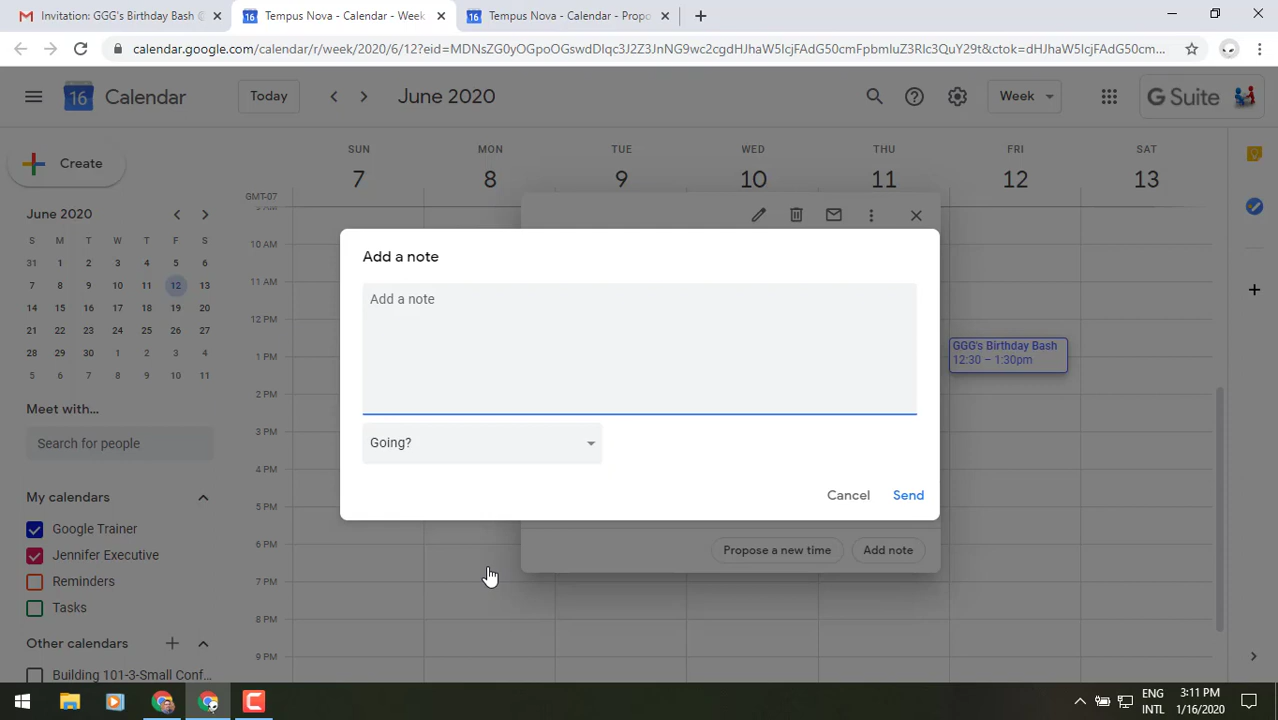 Invitation: GGG's Birthday Bash @
Tempus Nova - Calendar - Week
Tempus Nova - Calendar - Propo
calendar.google.com/calendar/r/week/2020/6/12?eid=
Calendar
Today
June 2020
Week
G Suite
Create
SUN MON TUE WED THU FRI SAT
7 8 9 10 11 12 13
GMT-07
June 2020
S M T W T F S
31 1 2 3 4 5 6
7 8 9 10 11 12 13
14 15 16 17 18 19 20
21 22 23 24 25 26 27
28 29 30 1 2 3 4
5 6 7 8 9 10 11
Meet with...
Search for people
My calendars
Google Trainer
Jennifer Executive
Reminders
Tasks
Other calendars
Building 101-3-Small Conf...
10 AM
11 AM
12 PM
1 PM
2 PM
3 PM
4 PM
5 PM
6 PM
7 PM
8 PM
9 PM
GGG's Birthday Bash
12:30 – 1:30pm
Add a note
Add a note
Going?
Cancel
Send
Propose a new time
Add note
ENG
INTL
3:11 PM
1/16/2020